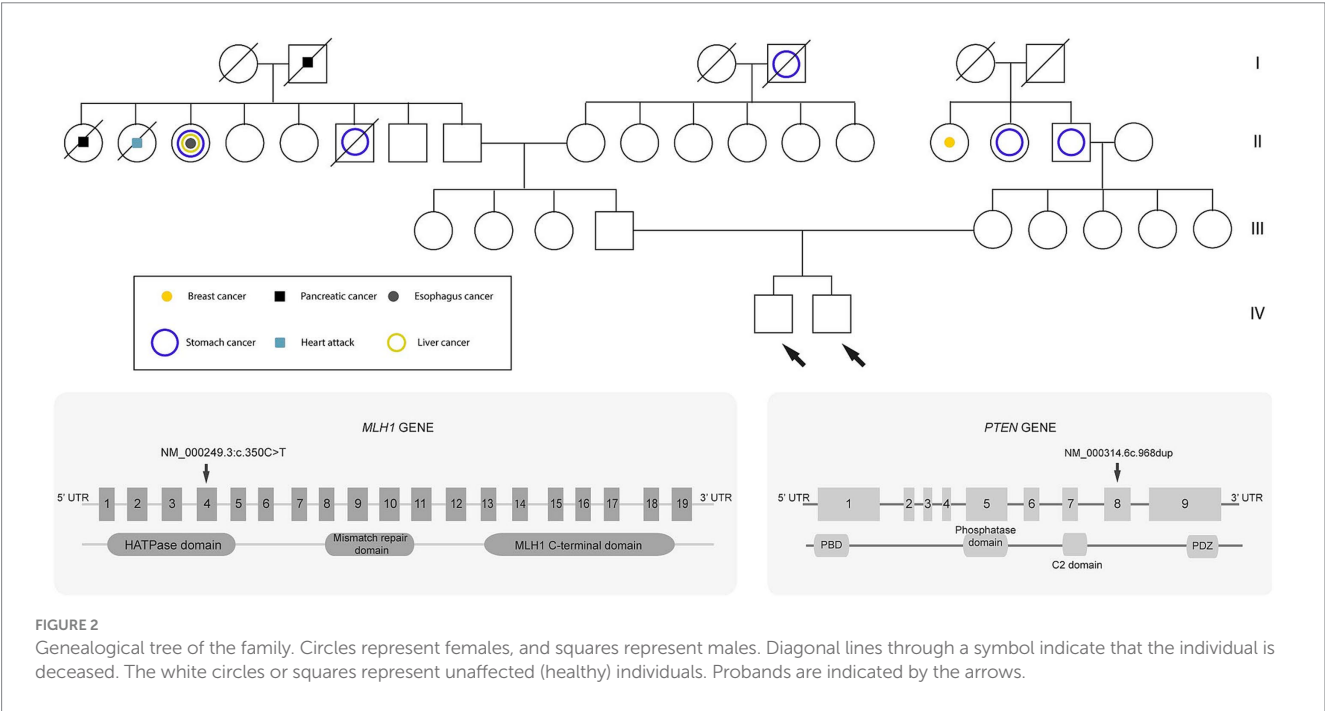 I
II
III
IV
Breast cancer
Pancreatic cancer
Esophagus cancer
Stomach cancer
Heart attack
Liver cancer
MLH1 GENE
NM_000249.3:c.350C>T
5' UTR 1 2 3 4 5 6 7 8 9 10 11 12 13 14 15 16 17 18 19 3' UTR
HATPase domain
Mismatch repair
domain
MLH1 C-terminal domain
PTEN GENE
NM_000314.6c.968dup
5' UTR 1 2 3 4 5 6 7 8 9 3' UTR
PBD
Phosphatase
domain
C2 domain
PDZ
FIGURE 2
Genealogical tree of the family. Circles represent females, and squares represent males. Diagonal lines through a symbol indicate that the individual is
deceased. The white circles or squares represent unaffected (healthy) individuals. Probands are indicated by the arrows.